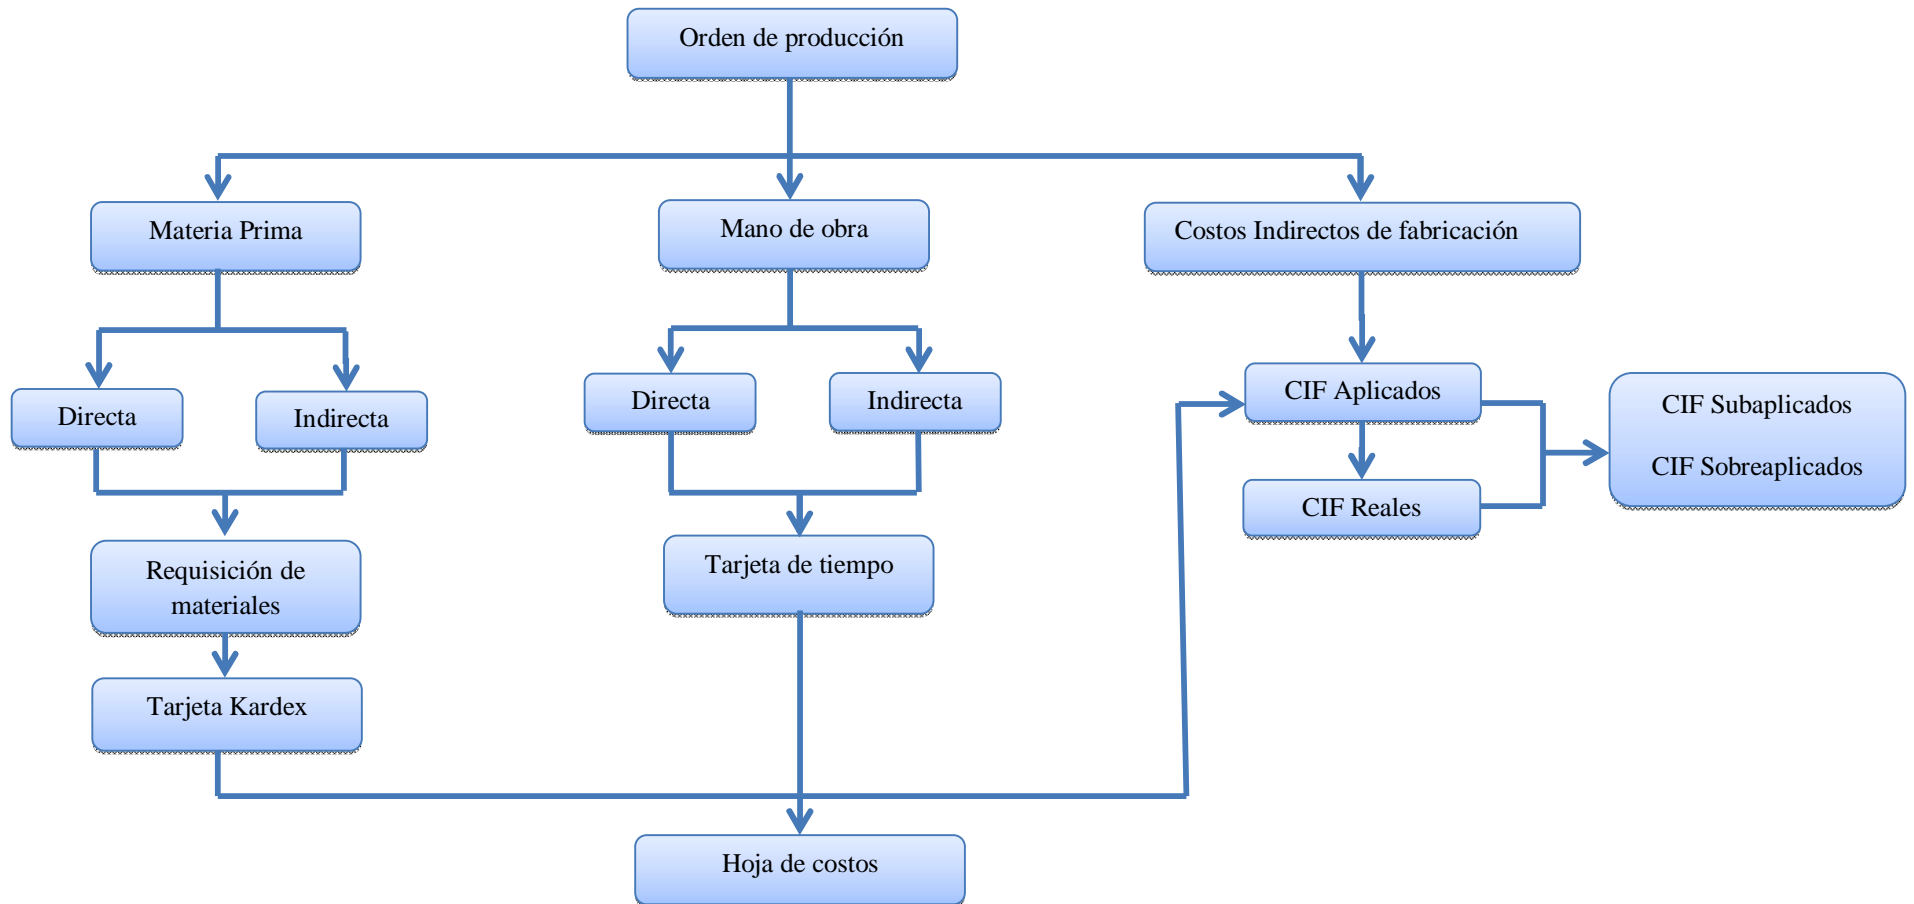 Orden de producción
Materia Prima
Mano de obra
Costos Indirectos de fabricación
Directa
Indirecta
Directa
Indirecta
CIF Aplicados
CIF Subaplicados
CIF Sobreaplicados
CIF Reales
Requisición de
materiales
Tarjeta de tiempo
Tarjeta Kardex
Hoja de costos